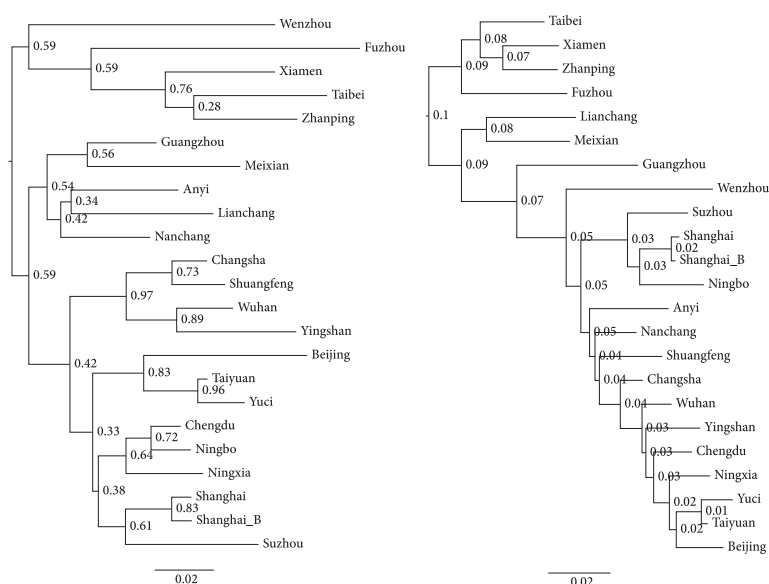 Wenzhou
0.59
Fuzhou
0.59
Xiamen
0.76
Taibei
0.28
Zhanping
Guangzhou
0.56
Meixian
0.54
Anyi
0.34
Lianchang
0.42
Nanchang
0.59
Changsha
0.73
Shuangfeng
0.97
Wuhan
0.89
Yingshan
0.42
Beijing
0.83
Taiyuan
0.96
Yuci
0.33
Chengdu
0.72
Ningbo
0.64
Ningxia
0.38
Shanghai
0.83
Shanghai_B
0.61
Suzhou
0.02
Taibei
0.08
Xiamen
0.07
Zhanping
0.09
Fuzhou
0.1
Lianchang
0.08
Meixian
0.09
Guangzhou
0.07
Wenzhou
0.05
Suzhou
0.03
Shanghai
0.02
Shanghai_B
0.03
Ningbo
0.05
Anyi
0.05
Nanchang
0.04
Shuangfeng
0.04
Changsha
0.04
Wuhan
0.03
Yingshan
0.03
Chengdu
0.03
Ningxia
0.02
Yuci
0.01
Taiyuan
0.02
Beijing
0.02